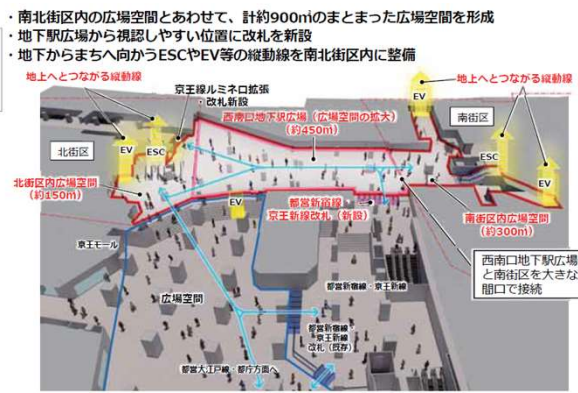 ・南北街区内の広場空間とあわせて、計約900㎡のまとまった広場空間を形成
・地下駅広場から視認しやすい位置に改札を新設
・地下からまちへ向かうESCやEV等の縦動線を南北街区内に整備
地上へとつながる縦動線
京王線ルミネ口拡張
・改札新設
EV
地上へとつながる縦動線
西南口地下駅広場（広場空間の拡大）
（約450㎡）
南街区
北街区
EV
ESC
ESC
EV
北街区内広場空間
（約150㎡）
EV
都営新宿線・
京王新線改札（新設）
南街区内広場空間
（約300㎡）
京王モール
西南口地下駅広場
と南街区を大きな
間口で接続
広場空間
都営新宿線・京王新線
都営新宿線・
京王新線
改札（既存）
都営大江戸線・都庁方面へ